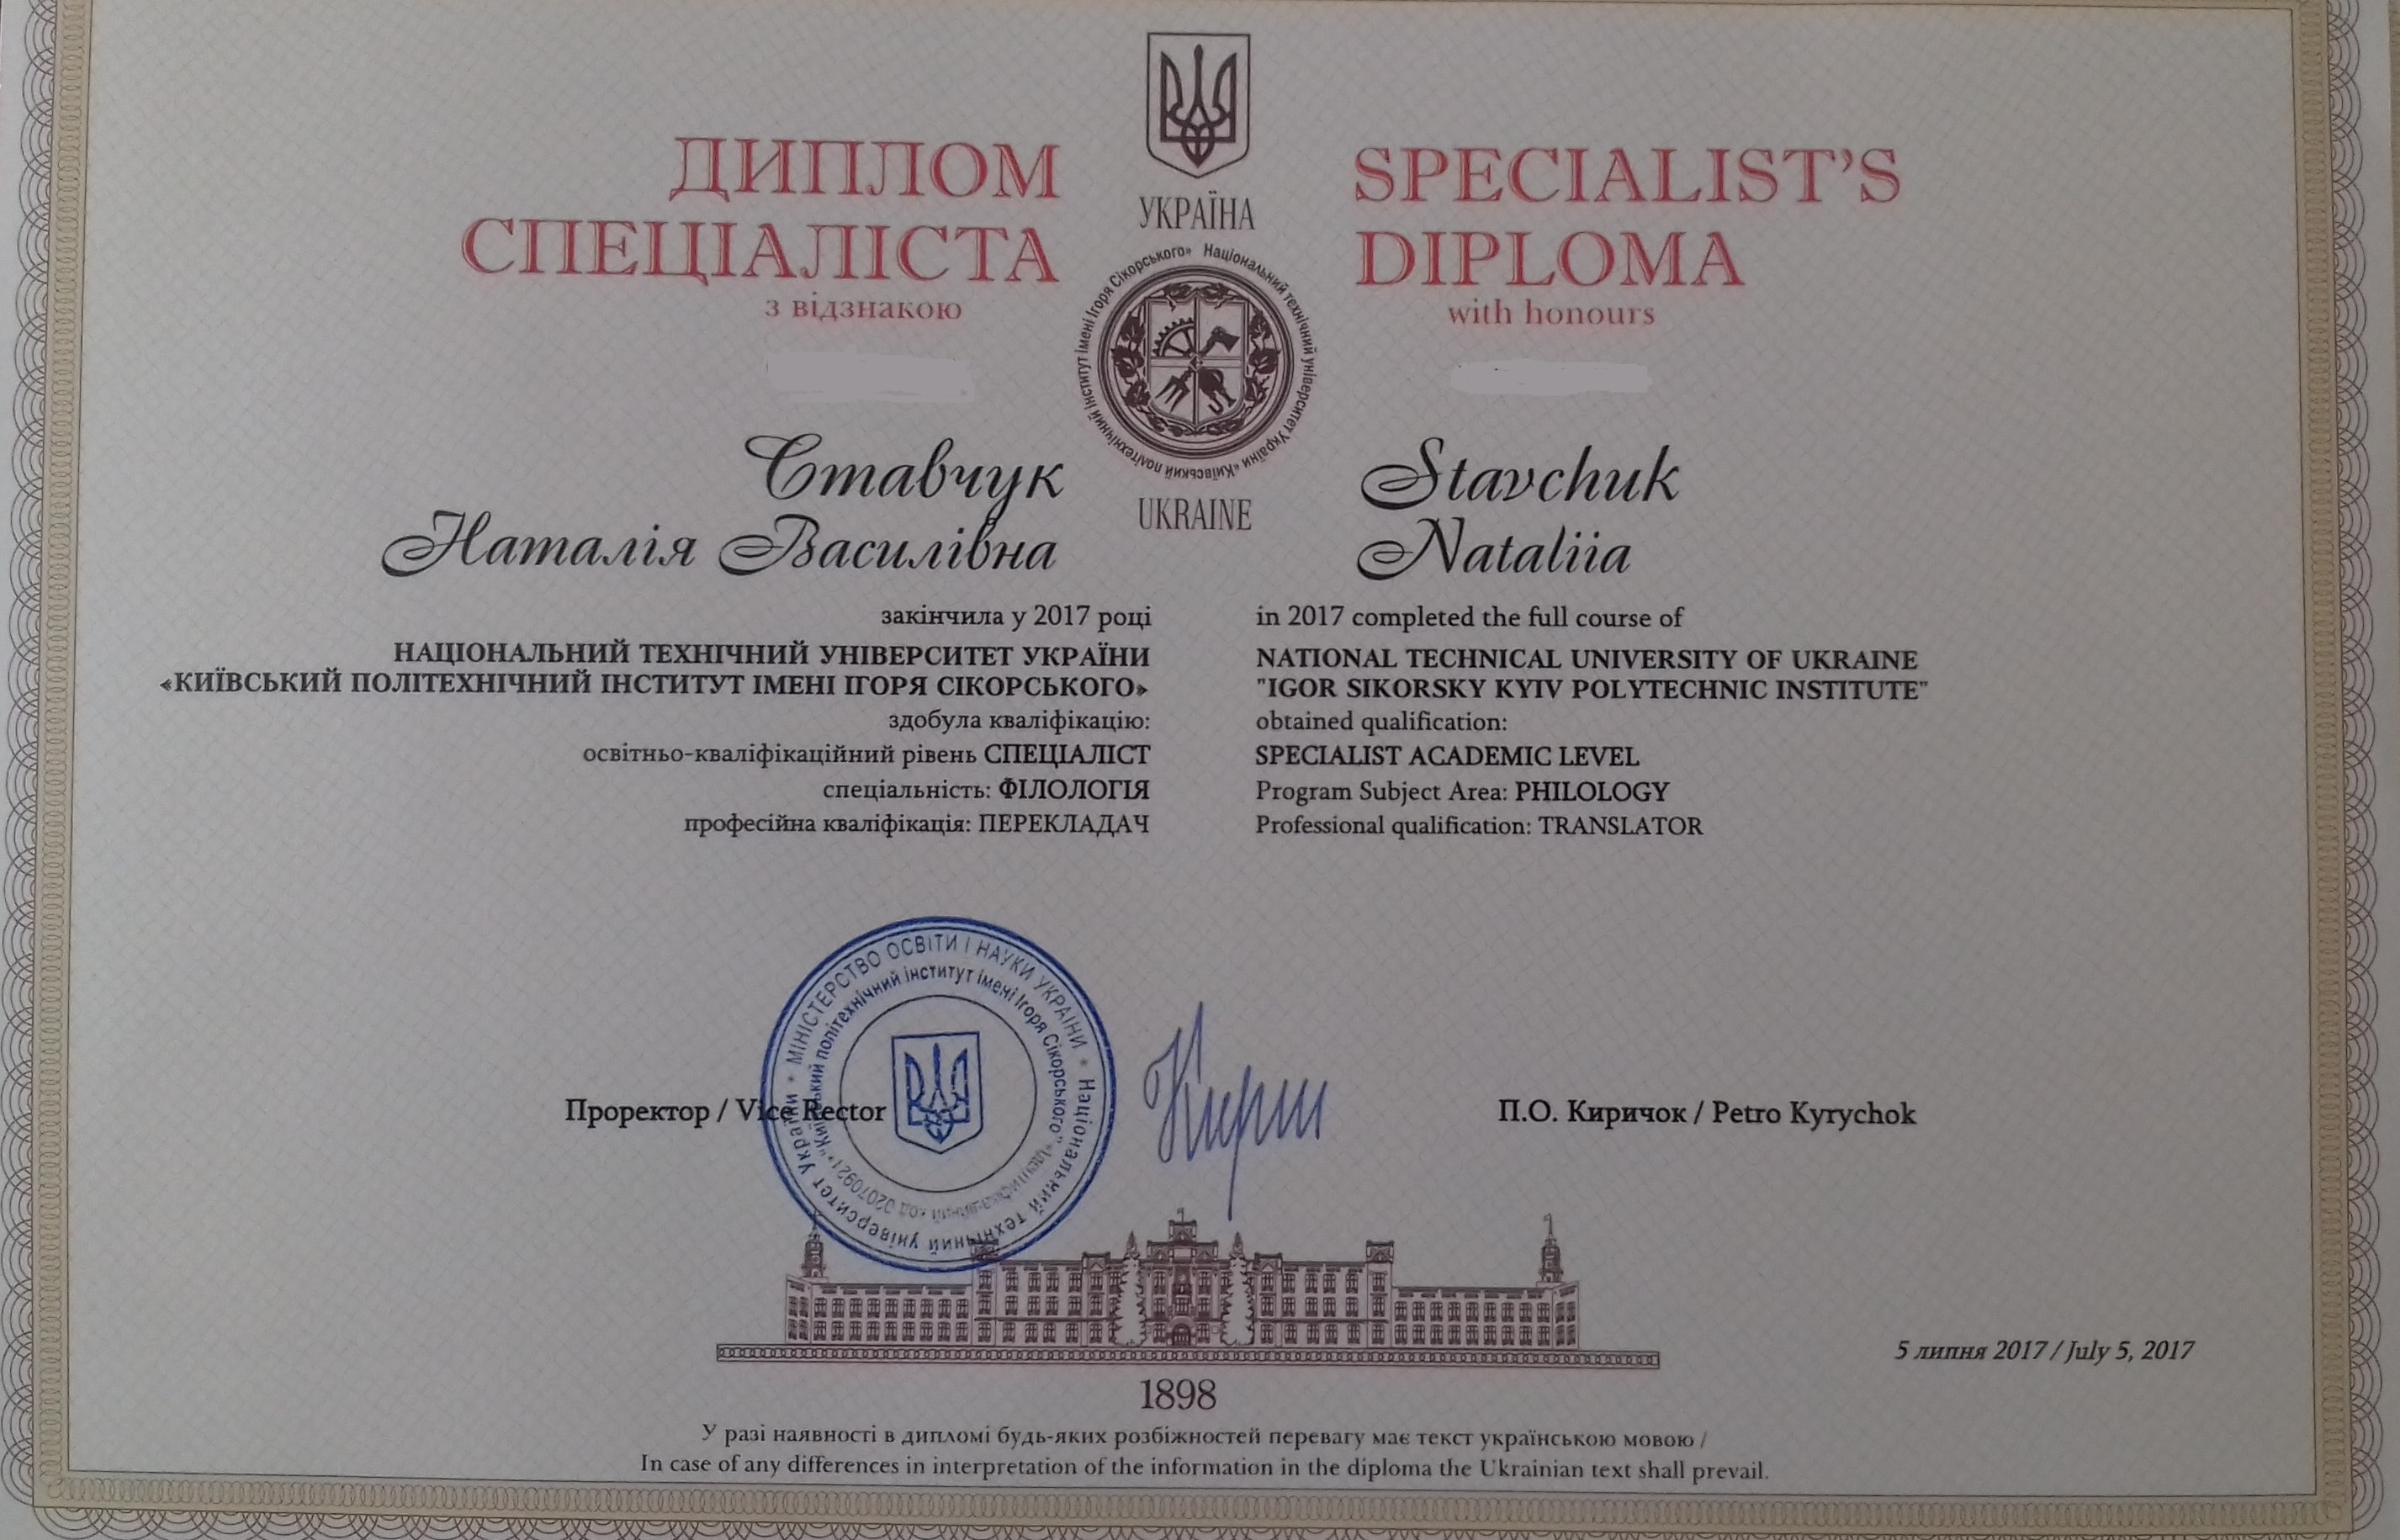 ДИПЛОМ
СПЕЦІАЛІСТА
з відзнакою
УКРАЇНА
Національний технічний університет України «Київський політехнічний інститут імені Ігоря Сікорського»
UKRAINE
SPECIALIST'S
DIPLOMA
with honours
Ставчук
Наталія Василівна
Stavchuk
Nataliia
закінчила у 2017 році
НАЦІОНАЛЬНИЙ ТЕХНІЧНИЙ УНІВЕРСИТЕТ УКРАЇНИ
«КИЇВСЬКИЙ ПОЛІТЕХНІЧНИЙ ІНСТИТУТ ІМЕНІ ІГОРЯ СІКОРСЬКОГО»
здобула кваліфікацію:
освітньо-кваліфікаційний рівень СПЕЦІАЛІСТ
спеціальність: ФІЛОЛОГІЯ
професійна кваліфікація: ПЕРЕКЛАДАЧ
in 2017 completed the full course of
NATIONAL TECHNICAL UNIVERSITY OF UKRAINE
"IGOR SIKORSKY KYIV POLYTECHNIC INSTITUTE"
obtained qualification:
SPECIALIST ACADEMIC LEVEL
Program Subject Area: PHILOLOGY
Professional qualification: TRANSLATOR
МІНІСТЕРСТВО ОСВІТИ І НАУКИ УКРАЇНИ * Національний технічний університет України *
"Київський політехнічний інститут імені Ігоря Сікорського" * Ідентифікаційний код 02070921 *
Проректор / Vice Rector
П.О. Киричок / Petro Kyrychok
5 липня 2017 / July 5, 2017
1898
У разі наявності в дипломі будь-яких розбіжностей перевагу має текст українською мовою /
In case of any differences in interpretation of the information in the diploma the Ukrainian text shall prevail.